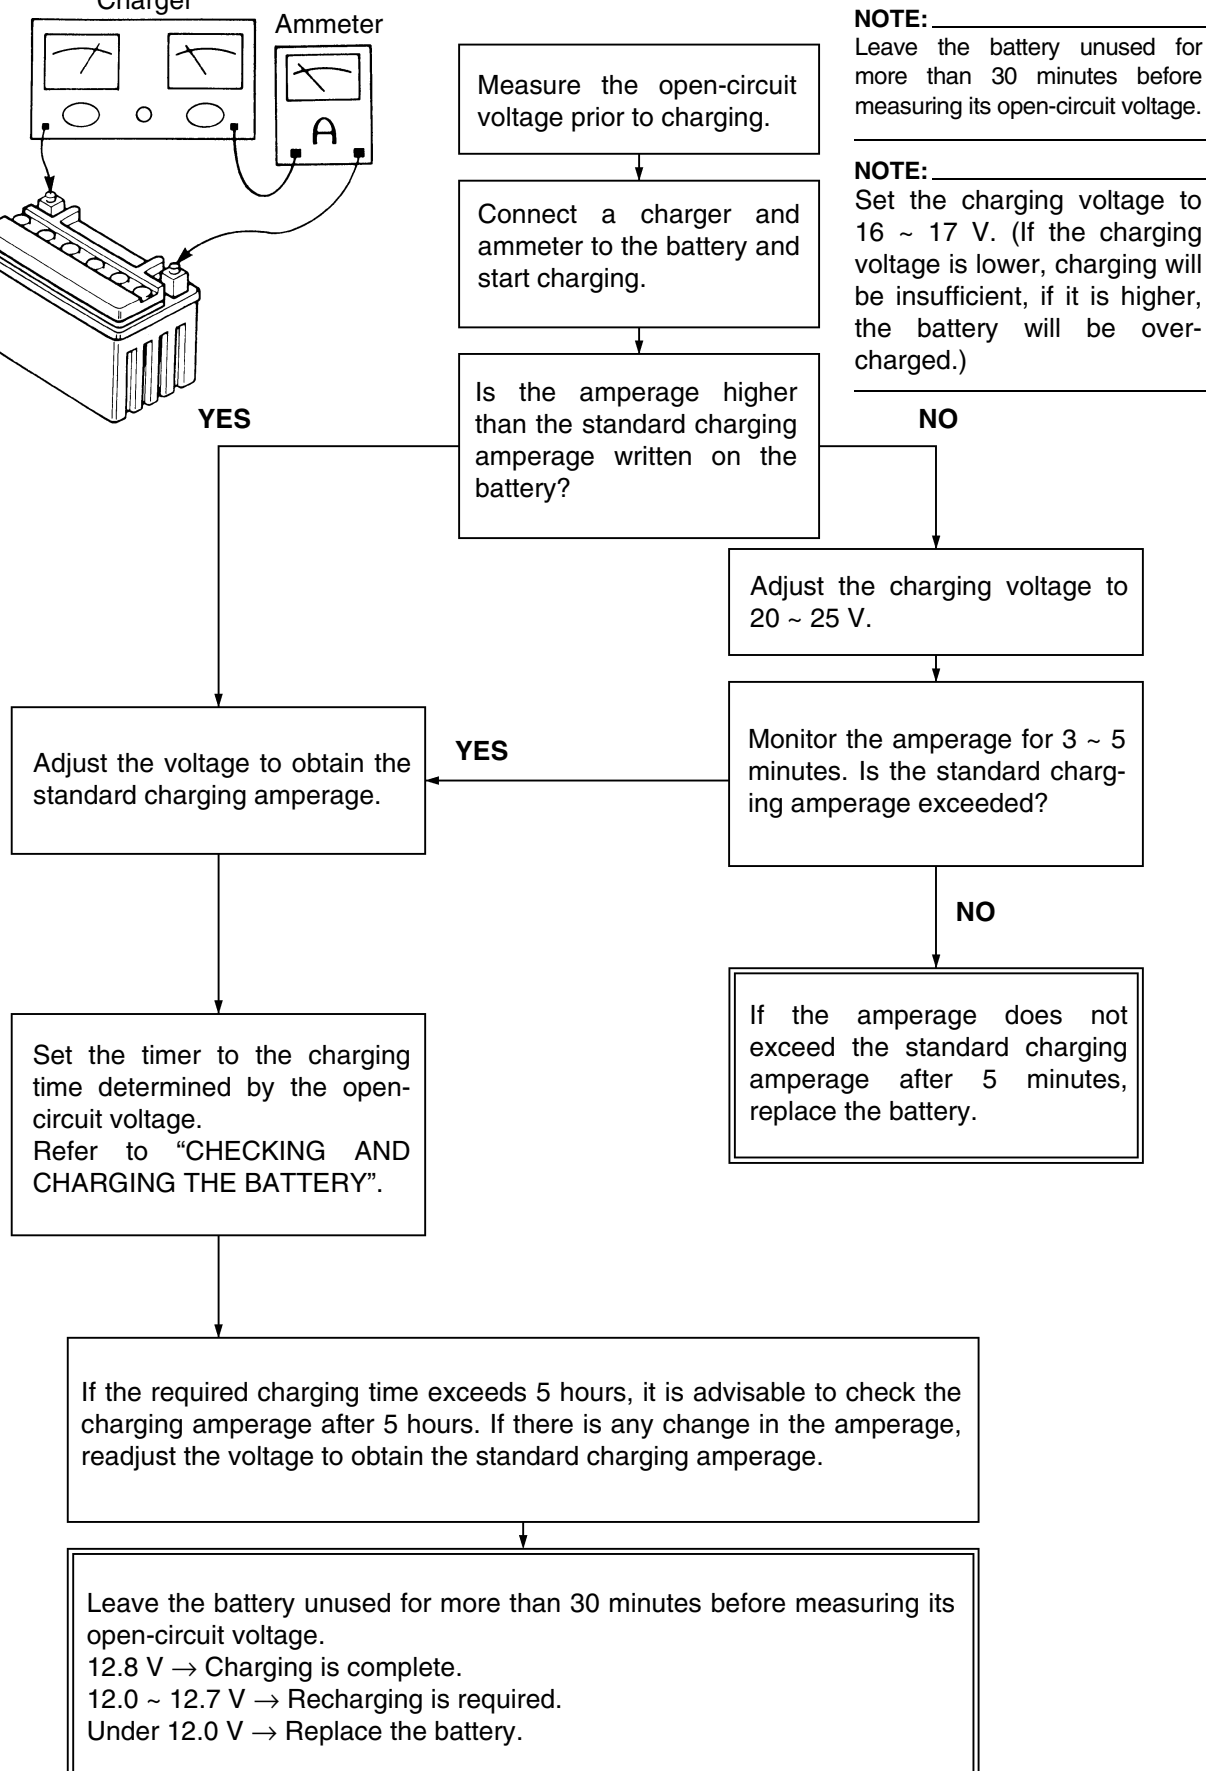 Charger
Ammeter
A
Measure the open-circuit
voltage prior to charging.
NOTE:
Leave the battery unused for
more than 30 minutes before
measuring its open-circuit voltage.
Connect a charger and
ammeter to the battery and
start charging.
NOTE:
Set the charging voltage to
16 ~ 17 V. (If the charging
voltage is lower, charging will
be insufficient, if it is higher,
the battery will be over-
charged.)
Is the amperage higher
than the standard charging
amperage written on the
battery?
YES
NO
Adjust the charging voltage to
20 ~ 25 V.
Monitor the amperage for 3 ~ 5
minutes. Is the standard charg-
ing amperage exceeded?
YES
Adjust the voltage to obtain the
standard charging amperage.
NO
If the amperage does not
exceed the standard charging
amperage after 5 minutes,
replace the battery.
Set the timer to the charging
time determined by the open-
circuit voltage.
Refer to “CHECKING AND
CHARGING THE BATTERY”.
If the required charging time exceeds 5 hours, it is advisable to check the
charging amperage after 5 hours. If there is any change in the amperage,
readjust the voltage to obtain the standard charging amperage.
Leave the battery unused for more than 30 minutes before measuring its
open-circuit voltage.
12.8 V → Charging is complete.
12.0 ~ 12.7 V → Recharging is required.
Under 12.0 V → Replace the battery.